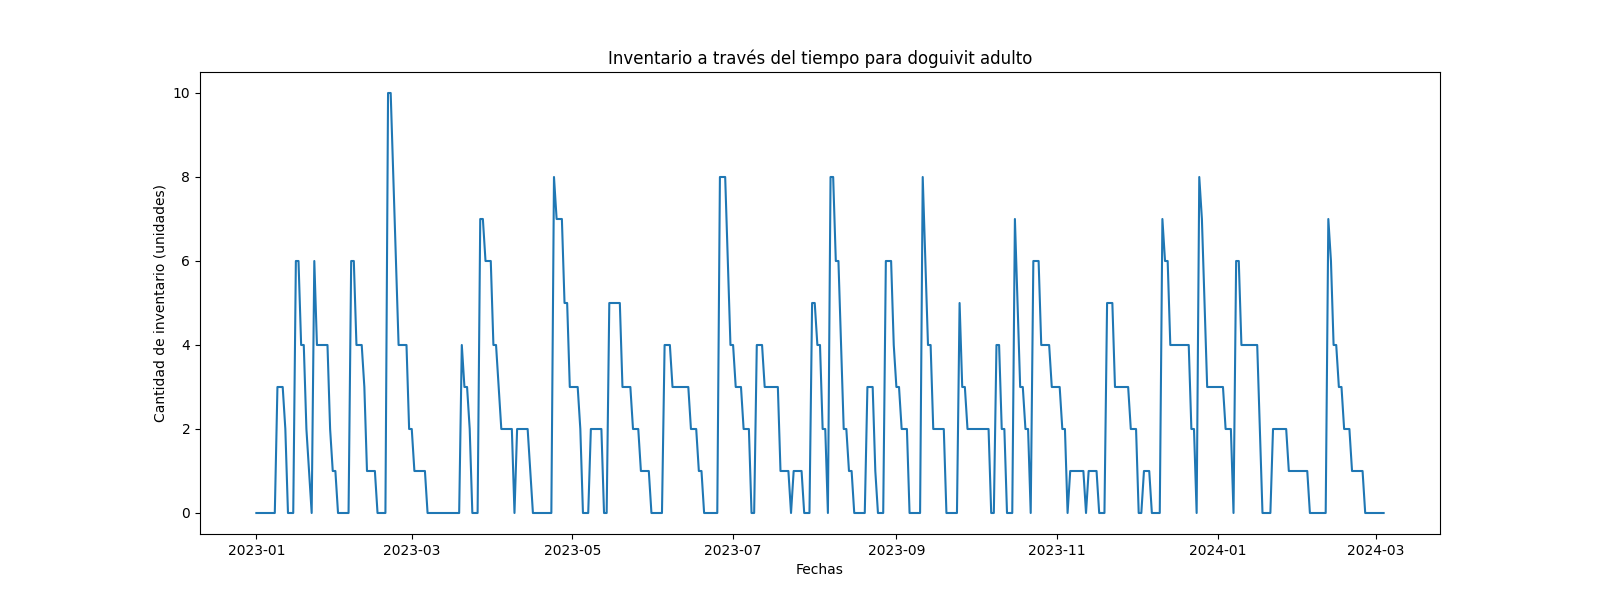 Inventario a través del tiempo para doguivit adulto
Cantidad de inventario (unidades)
10
8
6
4
2
0
2023-01 2023-03 2023-05 2023-07 2023-09 2023-11 2024-01 2024-03
Fechas